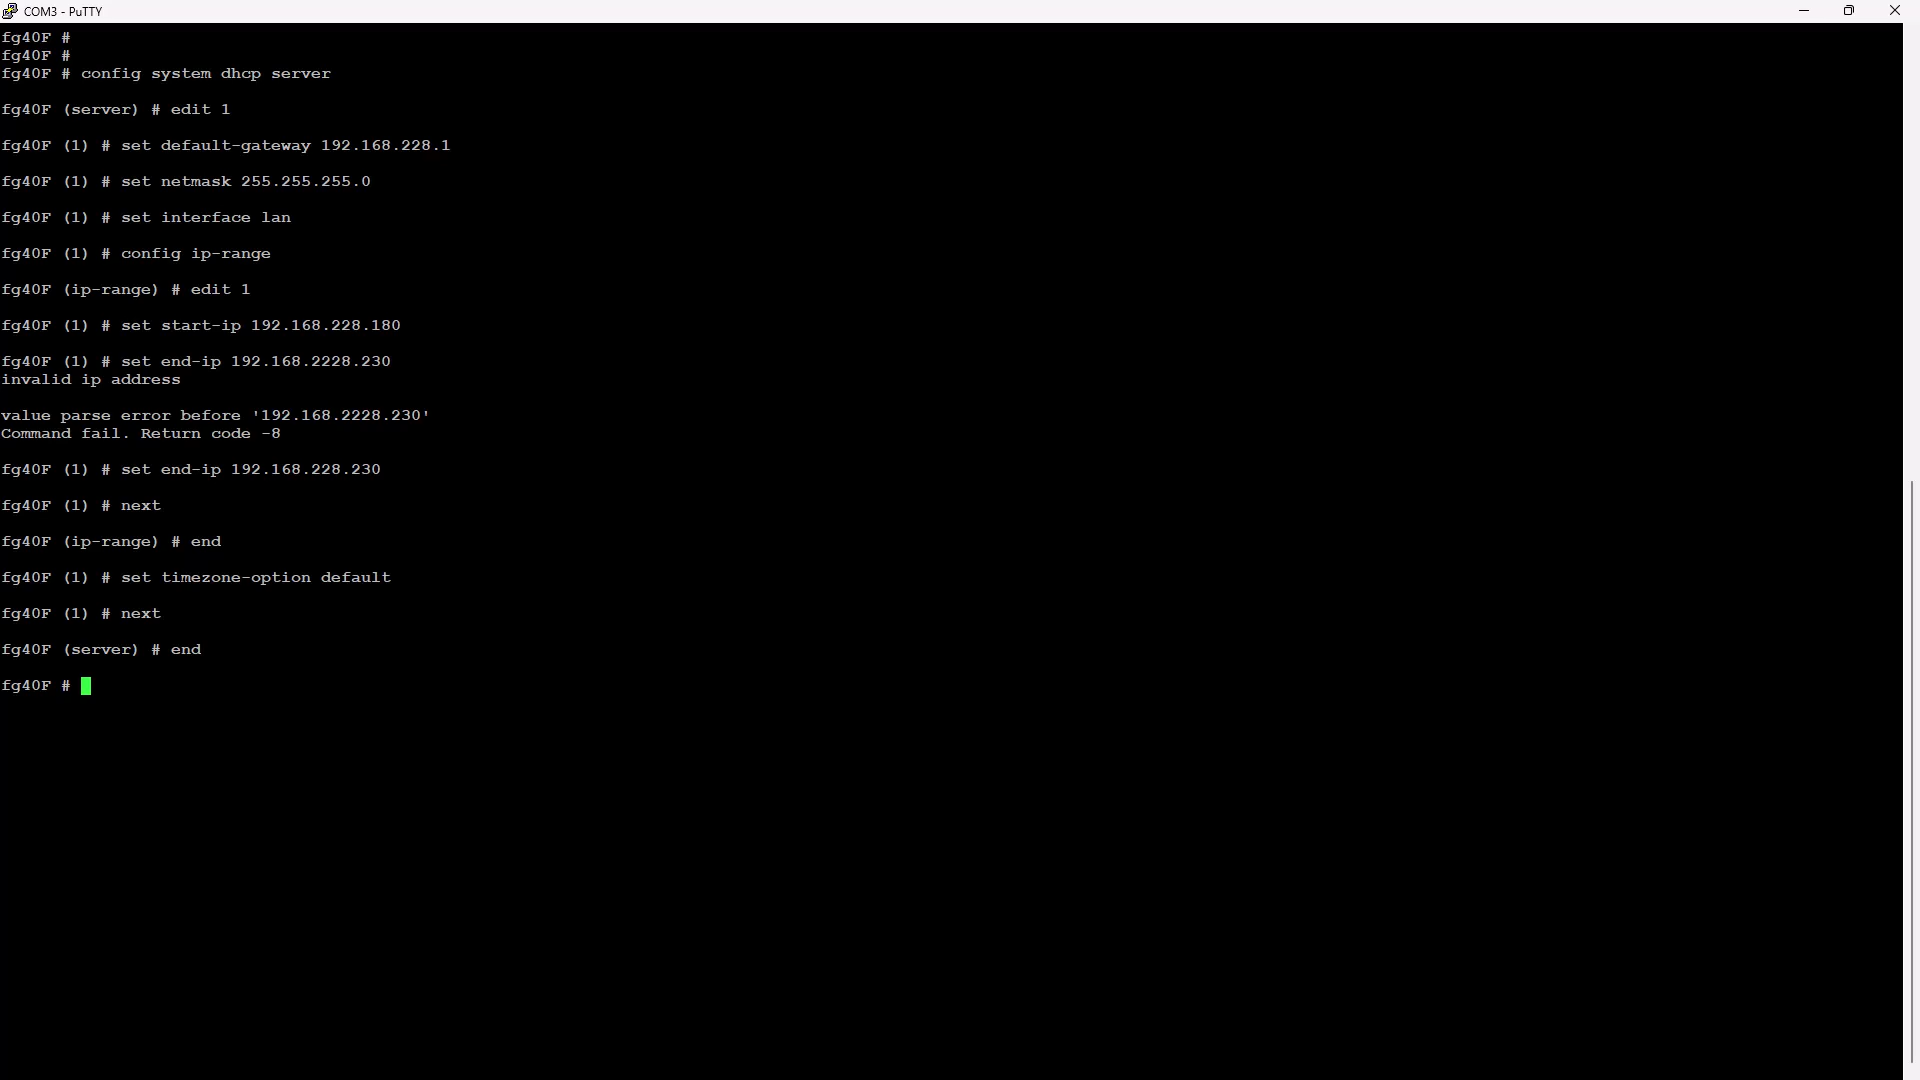 COM3 - PuTTY
fg40F #
fg40F #
fg40F # config system dhcp server
fg40F (server) # edit 1
fg40F (1) # set default-gateway 192.168.228.1
fg40F (1) # set netmask 255.255.255.0
fg40F (1) # set interface lan
fg40F (1) # config ip-range
fg40F (ip-range) # edit 1
fg40F (1) # set start-ip 192.168.228.180
fg40F (1) # set end-ip 192.168.2228.230
invalid ip address
value parse error before '192.168.2228.230'
Command fail. Return code -8
fg40F (1) # set end-ip 192.168.228.230
fg40F (1) # next
fg40F (ip-range) # end
fg40F (1) # set timezone-option default
fg40F (1) # next
fg40F (server) # end
fg40F #